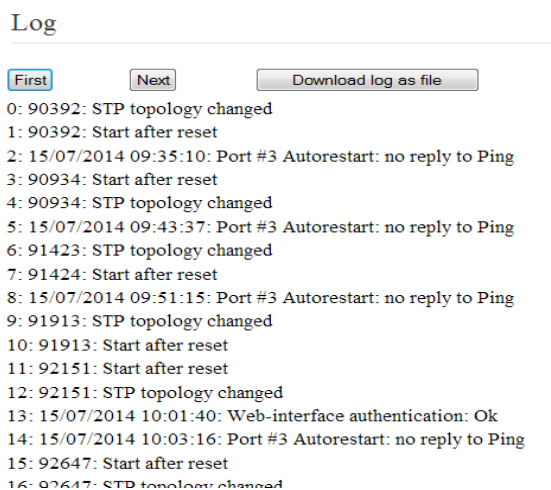 Log
First Next Download log as file
0: 90392: STP topology changed
1: 90392: Start after reset
2: 15/07/2014 09:35:10: Port #3 Autorestart: no reply to Ping
3: 90934: Start after reset
4: 90934: STP topology changed
5: 15/07/2014 09:43:37: Port #3 Autorestart: no reply to Ping
6: 91423: STP topology changed
7: 91424: Start after reset
8: 15/07/2014 09:51:15: Port #3 Autorestart: no reply to Ping
9: 91913: STP topology changed
10: 91913: Start after reset
11: 92151: Start after reset
12: 92151: STP topology changed
13: 15/07/2014 10:01:40: Web-interface authentication: Ok
14: 15/07/2014 10:03:16: Port #3 Autorestart: no reply to Ping
15: 92647: Start after reset
16: 92647: STP topology changed